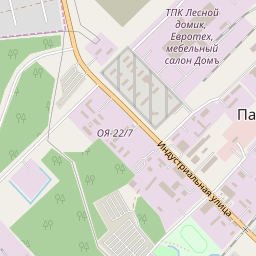 ТПК Лесной
домик,
Евротех,
мебельный
салон Домъ
Па
ОЯ-22/7
Индустриальная улица